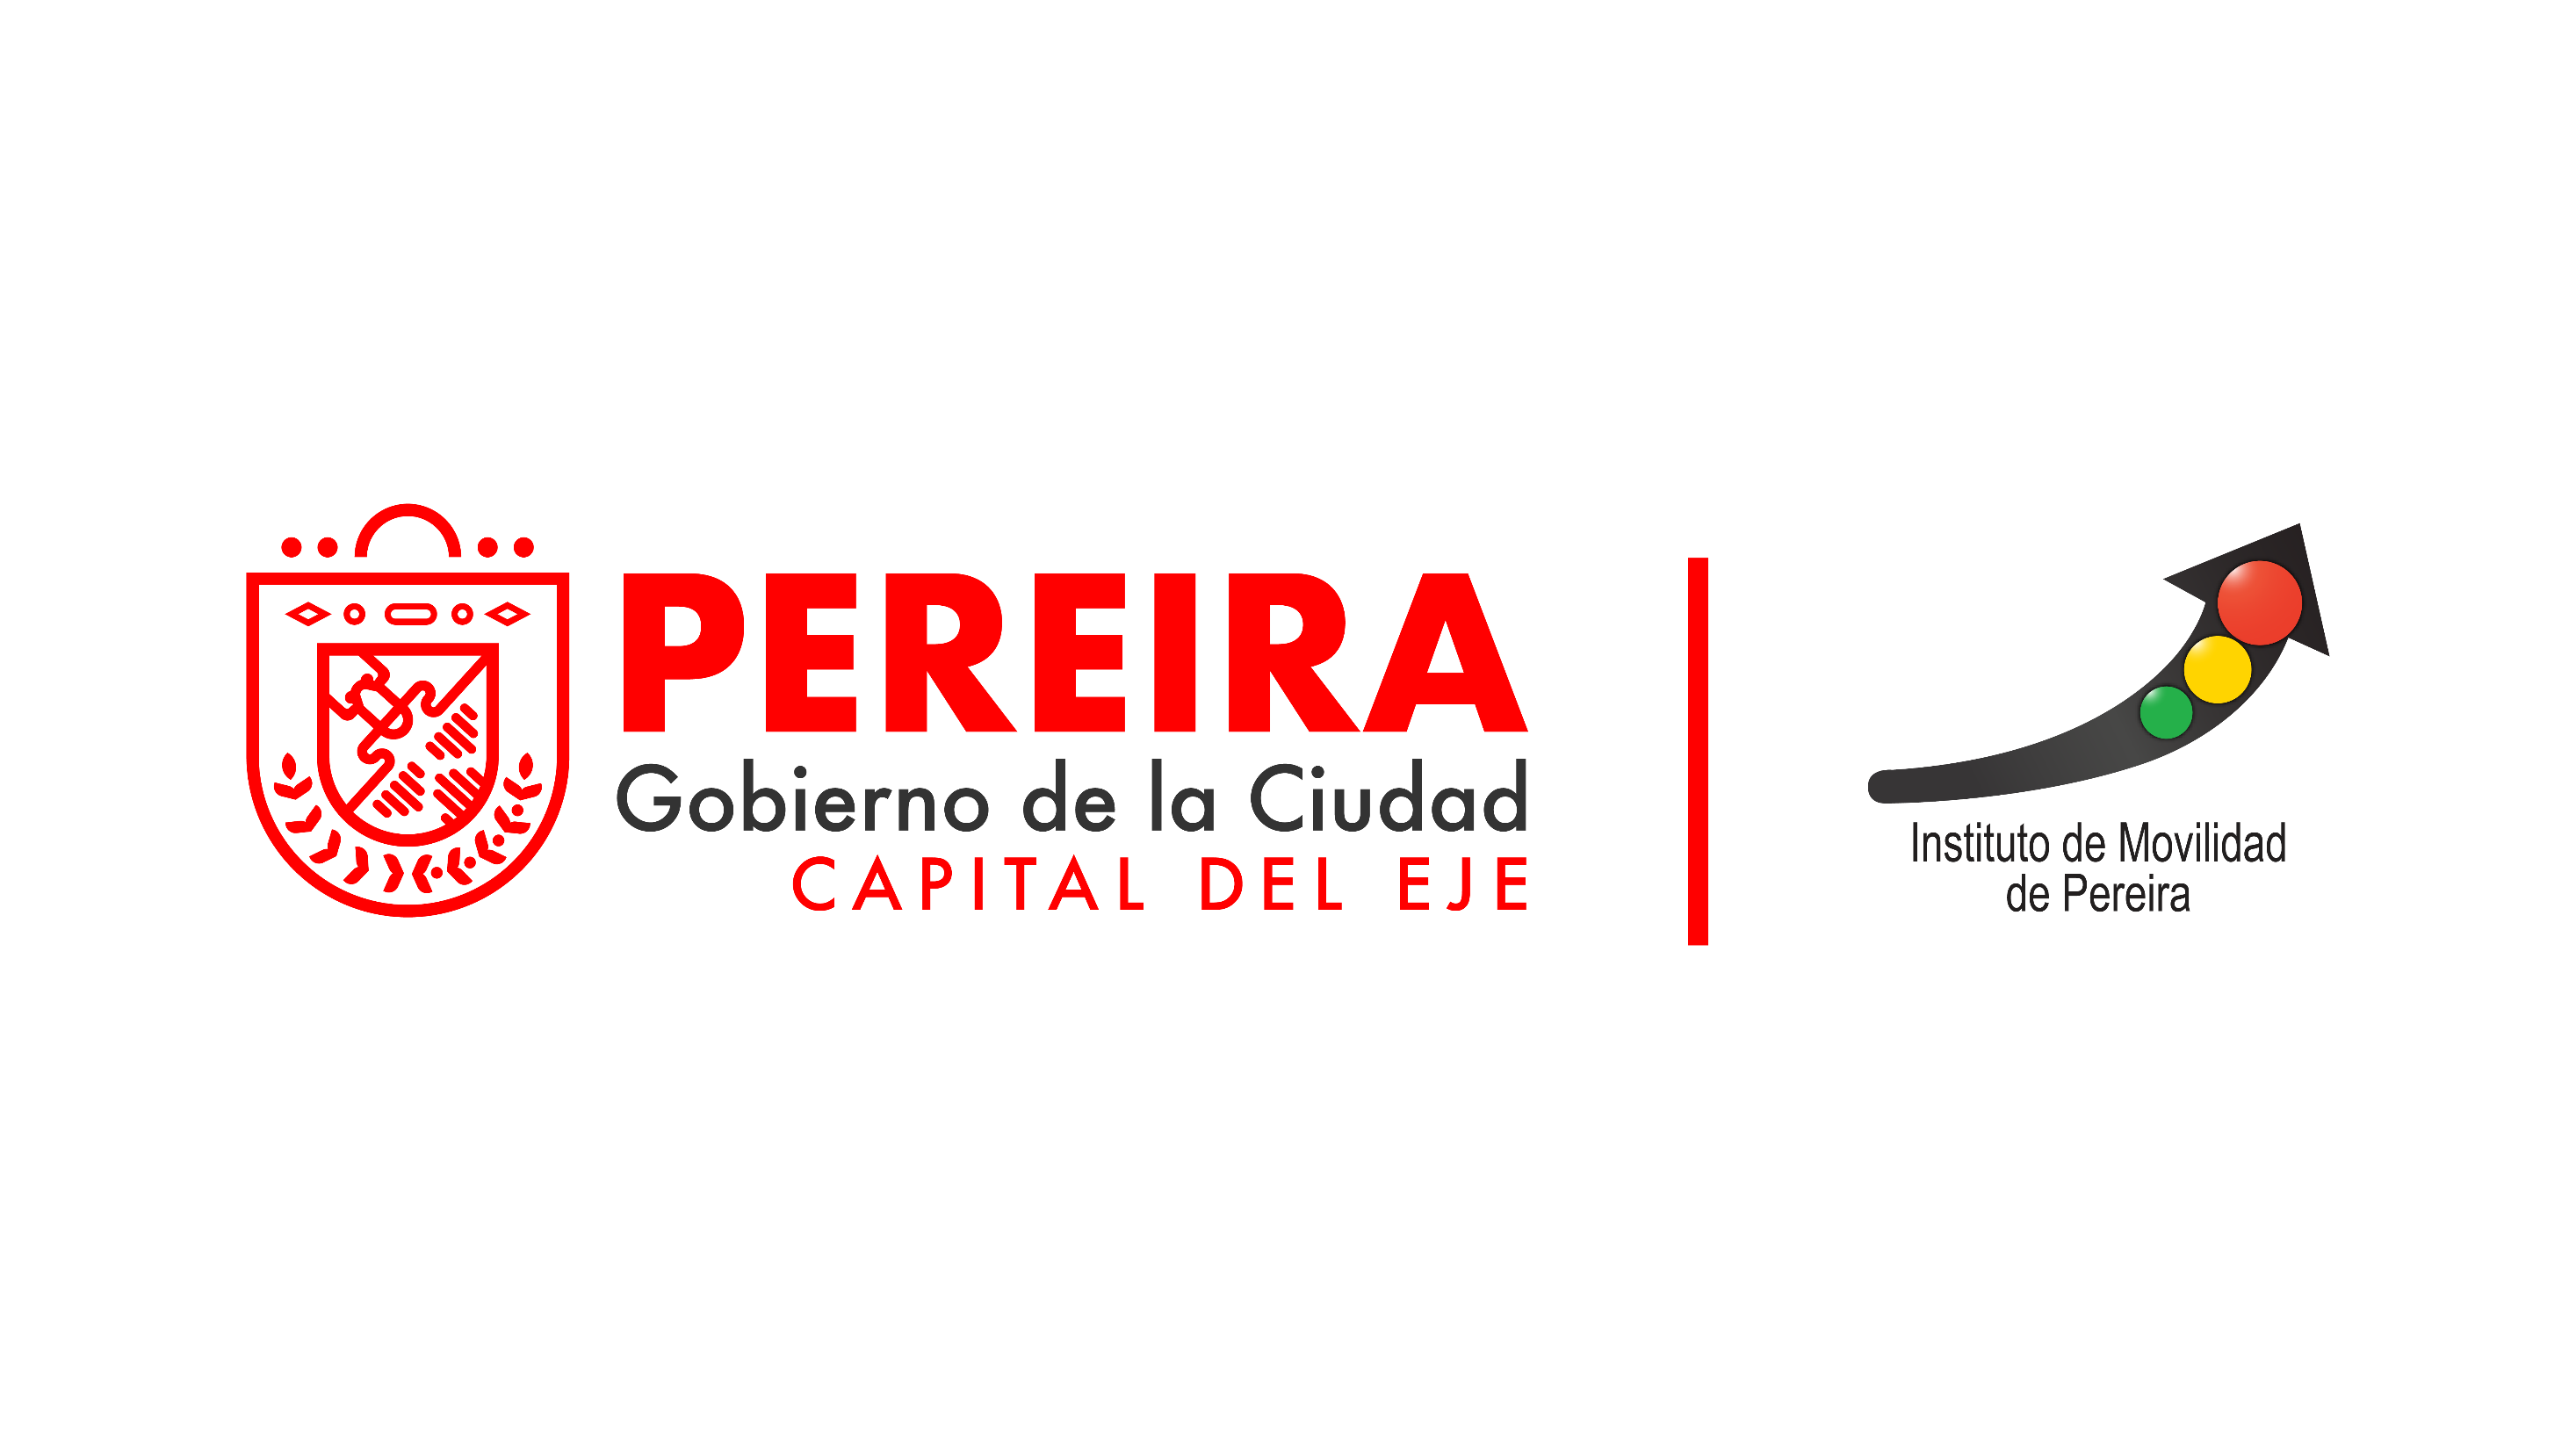 PEREIRA
Gobierno de la Ciudad
CAPITAL DEL EJE
Instituto de Movilidad
de Pereira